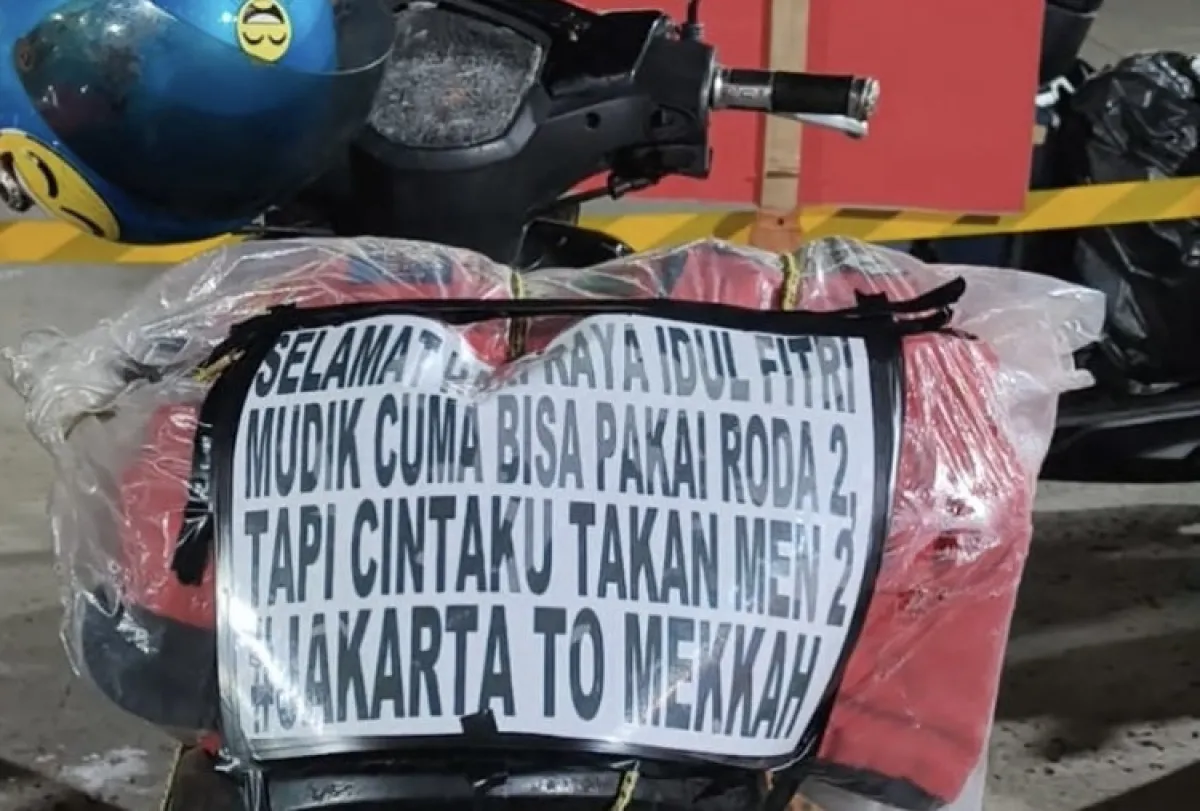 SELAMAT HARI RAYA IDUL FITRI
MUDIK CUMA BISA PAKAI RODA 2,
TAPI CINTAKU TAKAN MEN 2
#JAKARTA TO MEKKAH